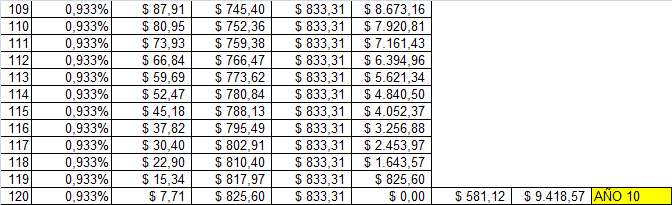 109 0,933% $ 87,91 $ 745,40 $ 833,31 $ 8.673,16
110 0,933% $ 80,95 $ 752,36 $ 833,31 $ 7.920,81
111 0,933% $ 73,93 $ 759,38 $ 833,31 $ 7.161,43
112 0,933% $ 66,84 $ 766,47 $ 833,31 $ 6.394,96
113 0,933% $ 59,69 $ 773,62 $ 833,31 $ 5.621,34
114 0,933% $ 52,47 $ 780,84 $ 833,31 $ 4.840,50
115 0,933% $ 45,18 $ 788,13 $ 833,31 $ 4.052,37
116 0,933% $ 37,82 $ 795,49 $ 833,31 $ 3.256,88
117 0,933% $ 30,40 $ 802,91 $ 833,31 $ 2.453,97
118 0,933% $ 22,90 $ 810,40 $ 833,31 $ 1.643,57
119 0,933% $ 15,34 $ 817,97 $ 833,31 $ 825,60
120 0,933% $ 7,71 $ 825,60 $ 833,31 $ 0,00 $ 581,12 $ 9.418,57 AÑO 10